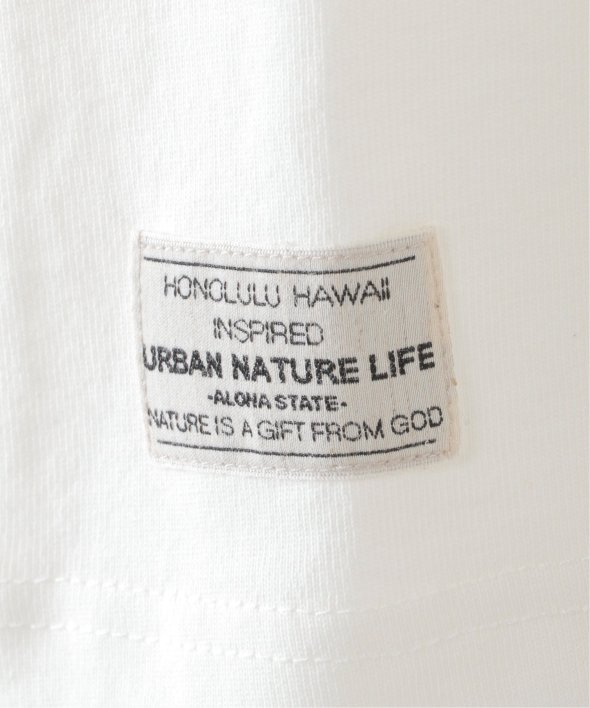 HONOLULU HAWAII
INSPIRED
URBAN NATURE LIFE
-ALOHA STATE-
NATURE IS A GIFT FROM GOD